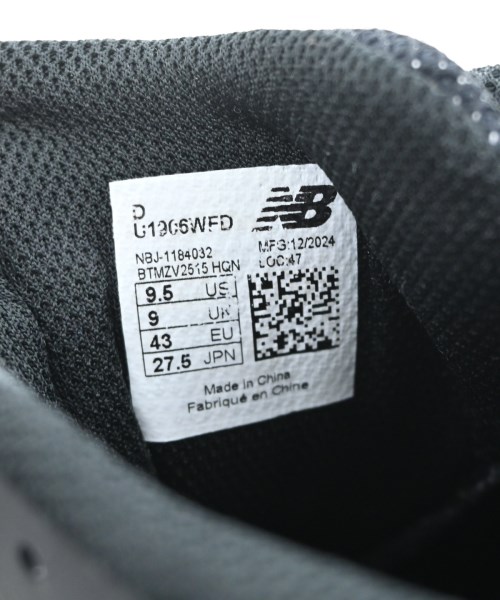 D
U1906WFD
NB
NBJ-1184032
MFG:12/2024
BTMZV2515 HQN
LOC:47
9.5 US
9 UK
43 EU
27.5 JPN
Made in China
Fabriqué en Chine